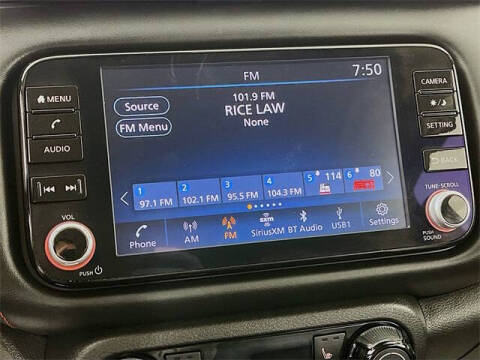 FM
7:50
101.9 FM
RICE LAW
None
Source
FM Menu
1 97.1 FM
2 102.1 FM
3 95.5 FM
4 104.3 FM
5 114
6 80
Phone
AM
FM
SiriusXM
BT Audio
USB1
Settings
MENU
AUDIO
VOL
PUSH
CAMERA
SETTING
BACK
TUNE-SCROLL
PUSH
SOUND